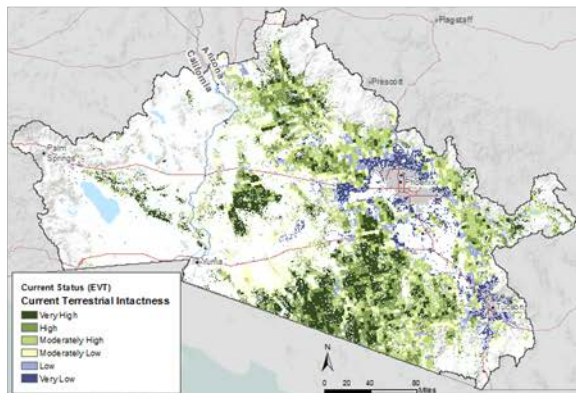 Flagstaff
Arizona
California
Prescott
Palm
Springs
Phoenix
Yuma
Current Status (EVT)
Current Terrestrial Intactness
Very High
High
Moderately High
Moderately Low
Low
Very Low
N
0 20 40 80
Miles